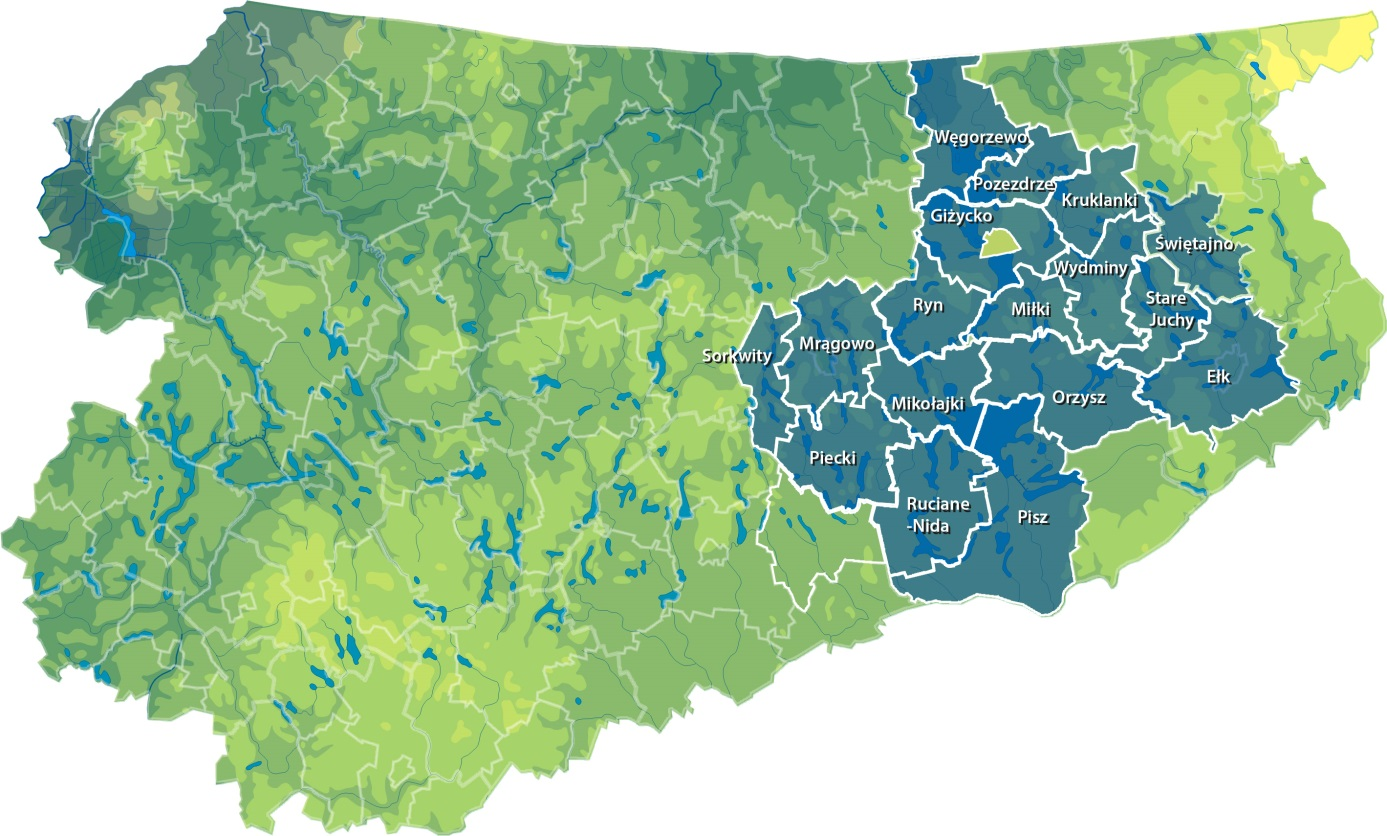 Węgorzewo
Pozezdrze
Kruklanki
Giżycko
Świętajno
Wydminy
Ryn
Miłki
Stare
Juchy
Mrągowo
Sorkwity
Ełk
Mikołajki
Orzysz
Piecki
Ruciane
-Nida
Pisz